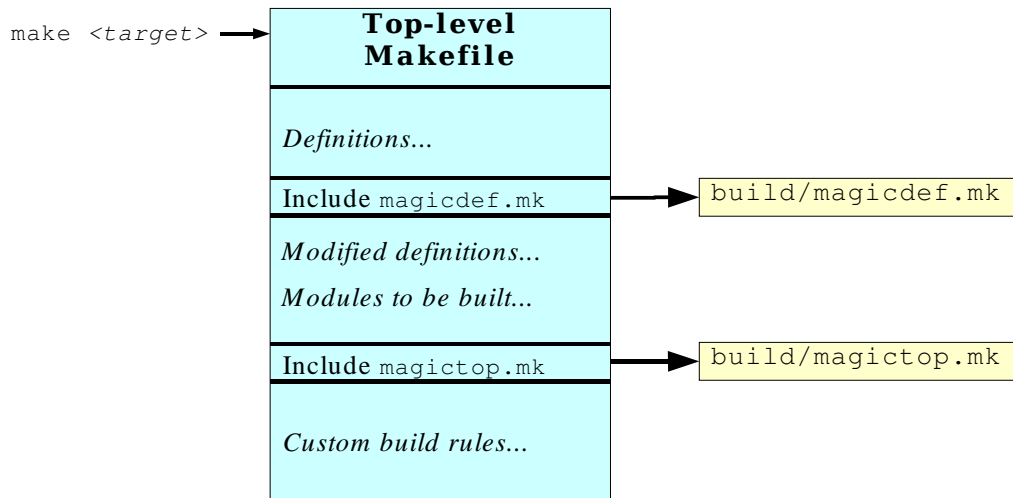 Top-level
make <target>
Makefile
Definitions...
Include magicdef.mk
build/magicdef.mk
Modified definitions...
Modules to be built...
Include magictop.mk
build/magictop.mk
Custom build rules...